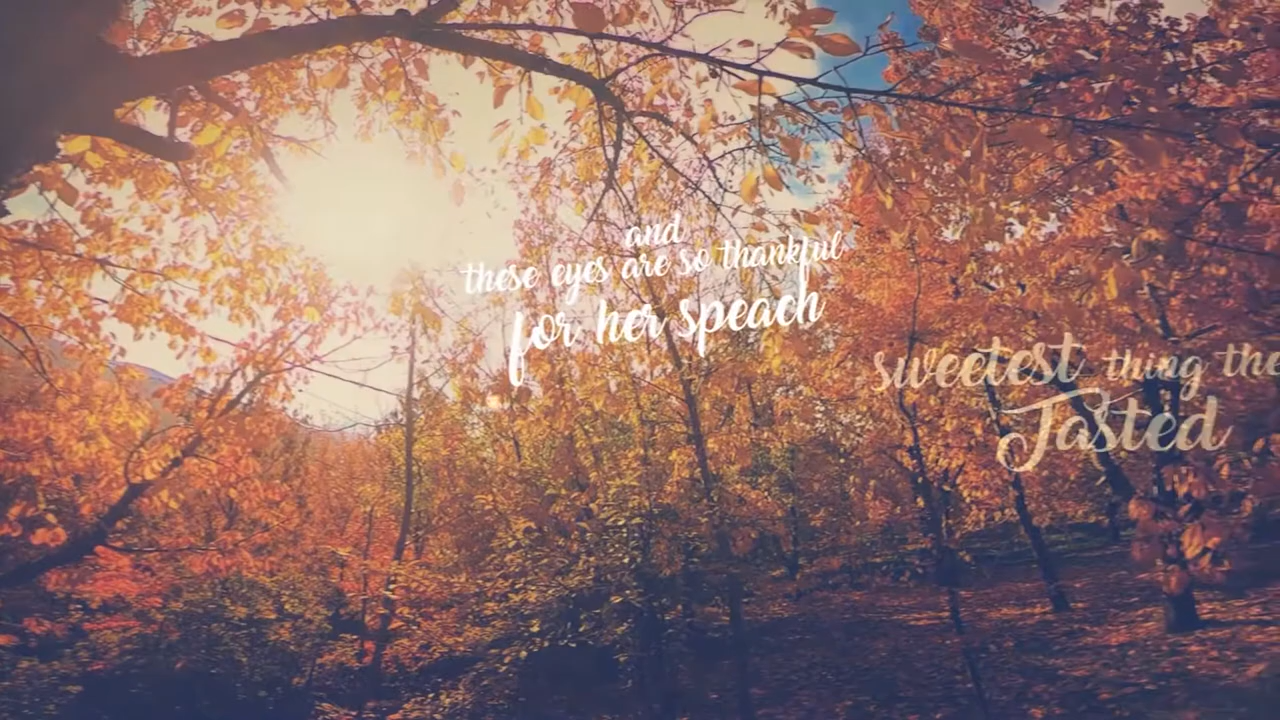 and
these eyes are so thankful
for her speach
sweetest thing the
Tasted